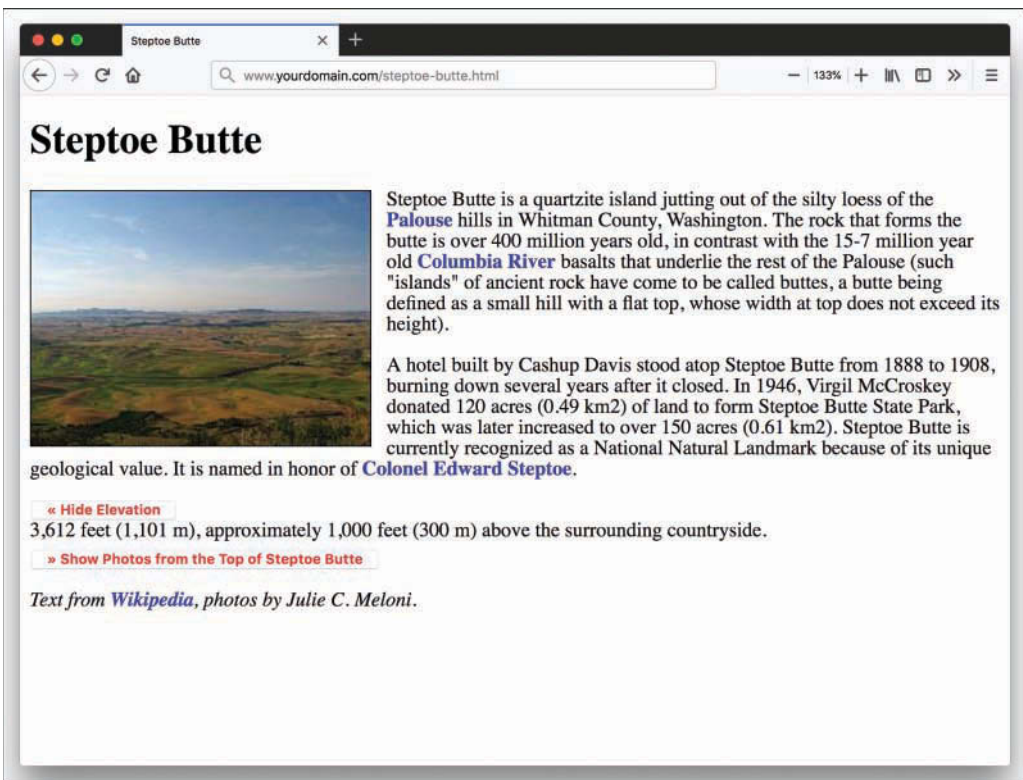 Steptoe Butte
www.yourdomain.com/steptoe-butte.html
133%
Steptoe Butte
Steptoe Butte is a quartzite island jutting out of the silty loess of the
Palouse hills in Whitman County, Washington. The rock that forms the
butte is over 400 million years old, in contrast with the 15-7 million year
old Columbia River basalts that underlie the rest of the Palouse (such
"islands" of ancient rock have come to be called buttes, a butte being
defined as a small hill with a flat top, whose width at top does not exceed its
height).
A hotel built by Cashup Davis stood atop Steptoe Butte from 1888 to 1908,
burning down several years after it closed. In 1946, Virgil McCroskey
donated 120 acres (0.49 km2) of land to form Steptoe Butte State Park,
which was later increased to over 150 acres (0.61 km2). Steptoe Butte is
currently recognized as a National Natural Landmark because of its unique
geological value. It is named in honor of Colonel Edward Steptoe.
« Hide Elevation
3,612 feet (1,101 m), approximately 1,000 feet (300 m) above the surrounding countryside.
» Show Photos from the Top of Steptoe Butte
Text from Wikipedia, photos by Julie C. Meloni.